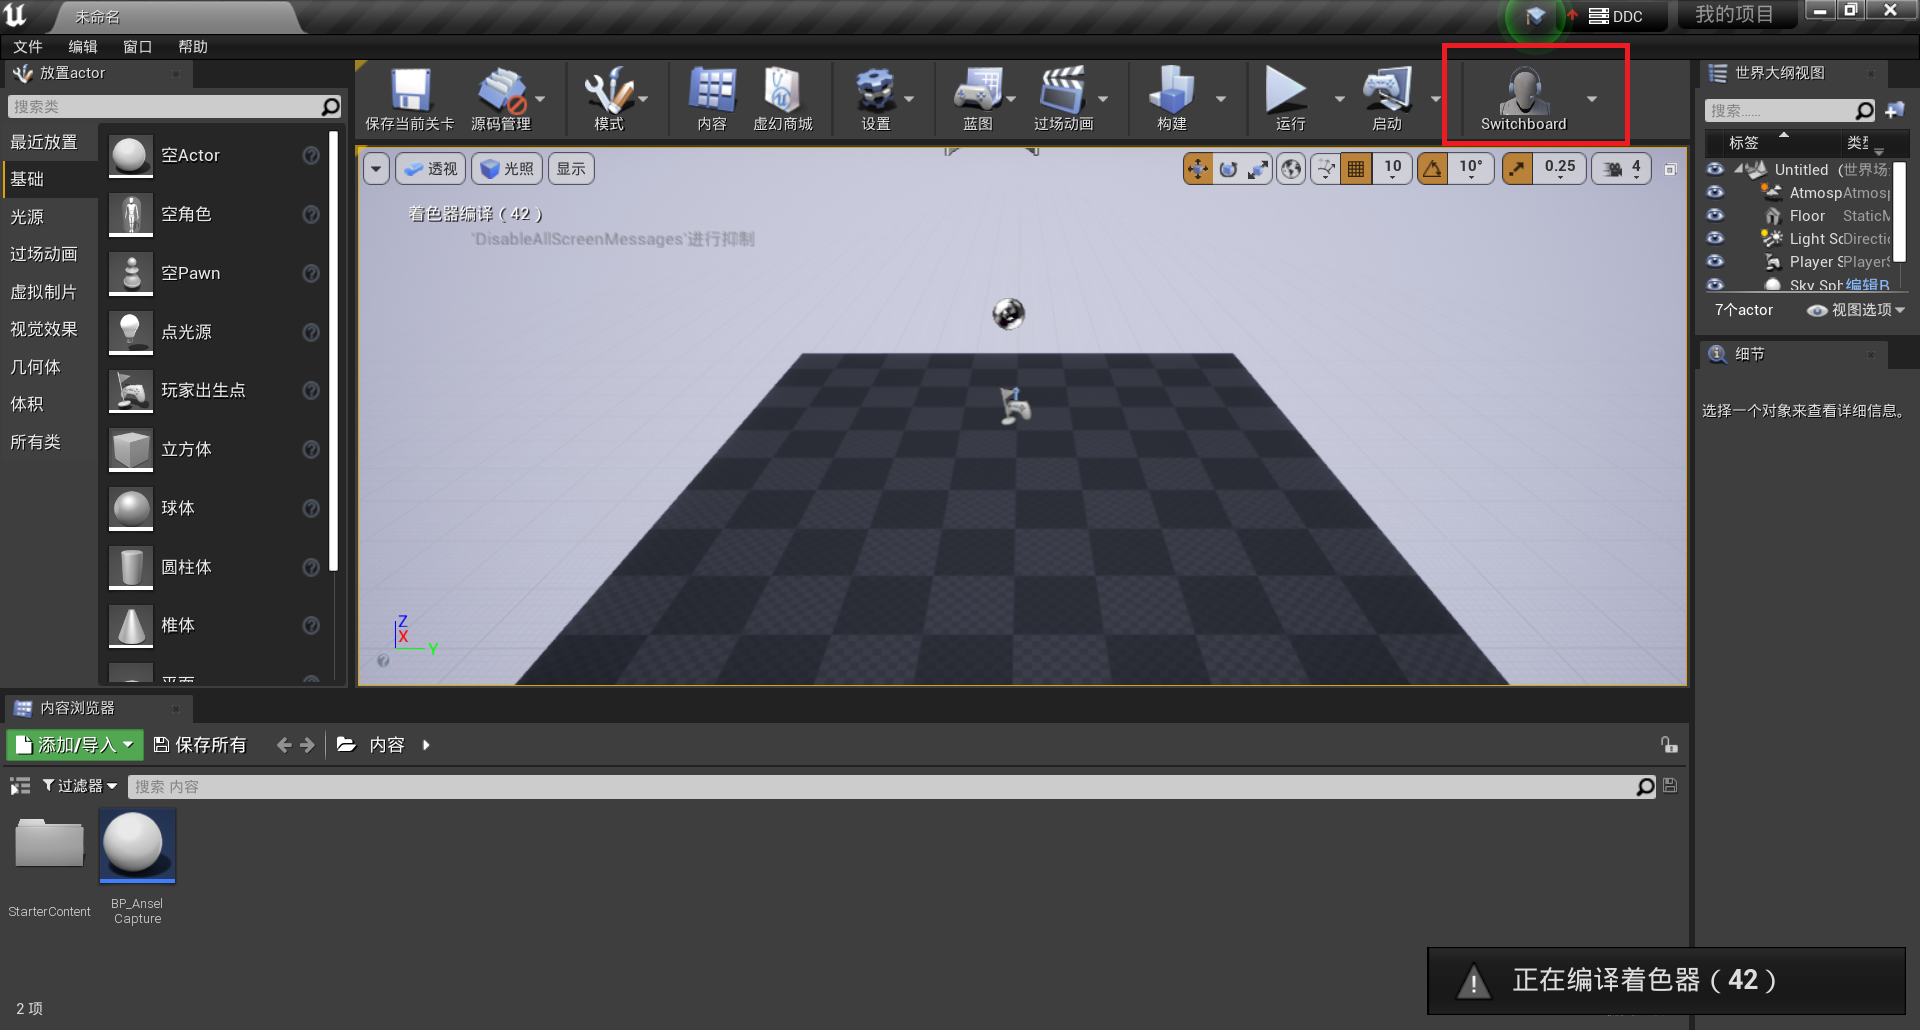 未命名
DDC
我的项目
文件 编辑 窗口 帮助
放置actor
搜索类
最近放置
基础
光源
过场动画
虚拟制片
视觉效果
几何体
体积
所有类
空Actor
空角色
空Pawn
点光源
玩家出生点
立方体
球体
圆柱体
椎体
平面
保存当前关卡 源码管理 模式 内容 虚幻商城 设置 蓝图 过场动画 构建 运行 启动 Switchboard
透视 光照 显示
10 10° 0.25 4
着色器编译（42）
'DisableAllScreenMessages'进行抑制
Z
X
Y
世界大纲视图
搜索......
标签 类型
Untitled (世界场
Atmosp Atmosp
Floor StaticM
Light So Directio
Player S PlayerS
Sky Sph 编辑B
7个actor 视图选项
细节
选择一个对象来查看详细信息。
内容浏览器
添加/导入 保存所有 内容
过滤器 搜索 内容
StarterContent
BP_Ansel
Capture
2 项
正在编译着色器（42）